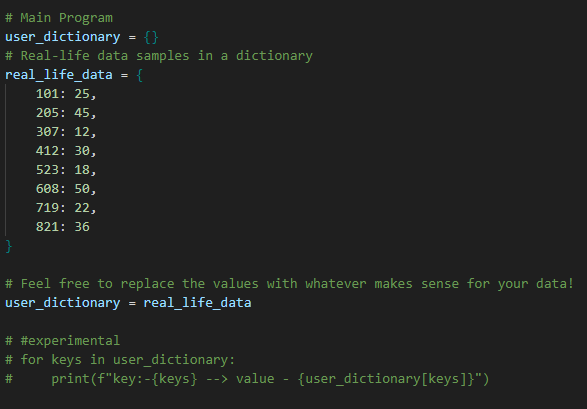 # Main Program
user_dictionary = {}
# Real-life data samples in a dictionary
real_life_data = {
    101: 25,
    205: 45,
    307: 12,
    412: 30,
    523: 18,
    608: 50,
    719: 22,
    821: 36
}

# Feel free to replace the values with whatever makes sense for your data!
user_dictionary = real_life_data

# #experimental
# for keys in user_dictionary:
#     print(f"key:-{keys} --> value - {user_dictionary[keys]}")